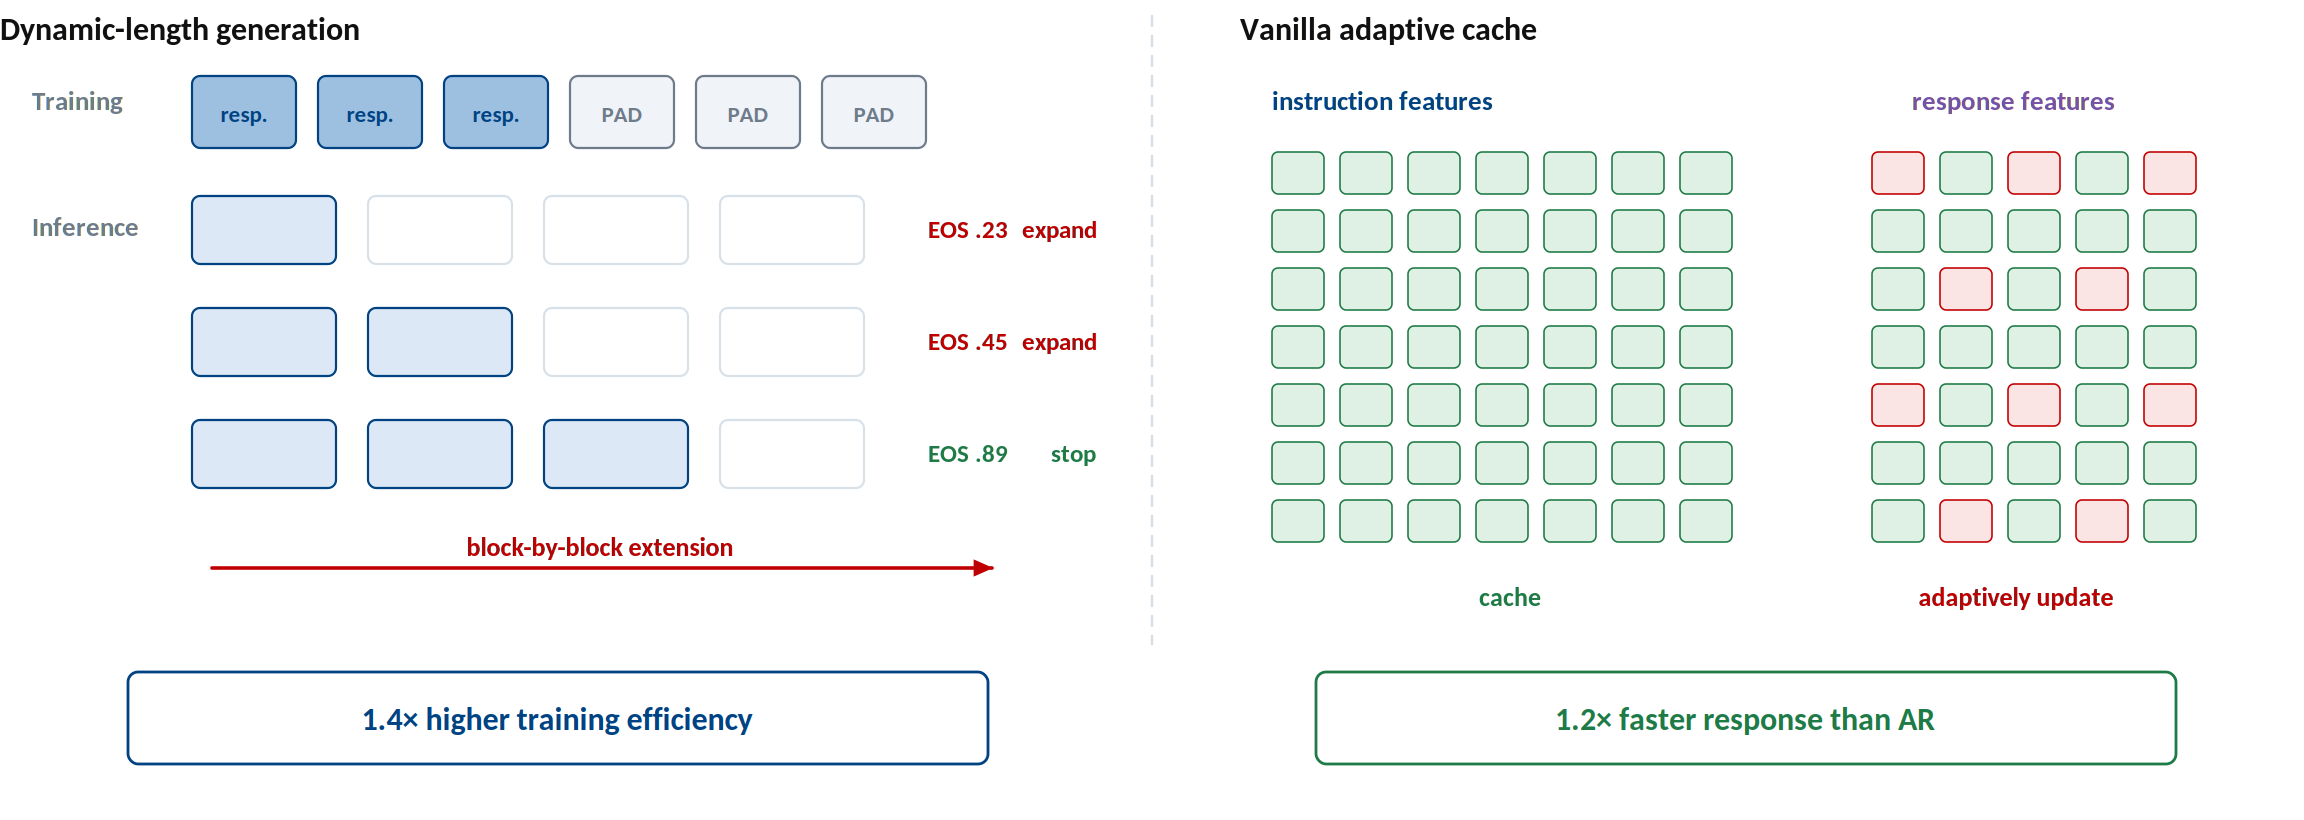 Dynamic-length generation
Training
resp. resp. resp. PAD PAD PAD
Inference
EOS .23 expand
EOS .45 expand
EOS .89 stop
block-by-block extension
1.4× higher training efficiency
Vanilla adaptive cache
instruction features
response features
cache
adaptively update
1.2× faster response than AR